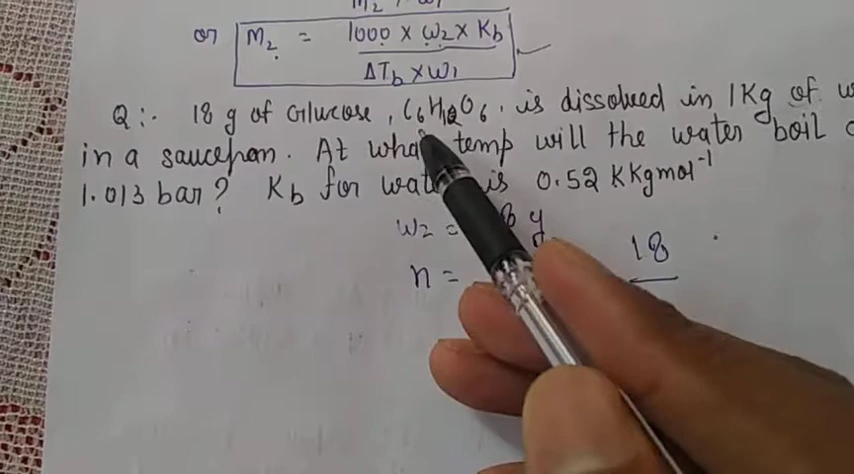 or M₂ = 1000 × w₂ × Kb
ΔTb × w₁
Q:- 18 g of Glucose, C₆H₁₂O₆, is dissolved in 1Kg of
in a saucepan. At what temp will the water boil
1.013 bar? Kb for water is 0.52 K Kg mol⁻¹
w₂ = 8 g
n = 18